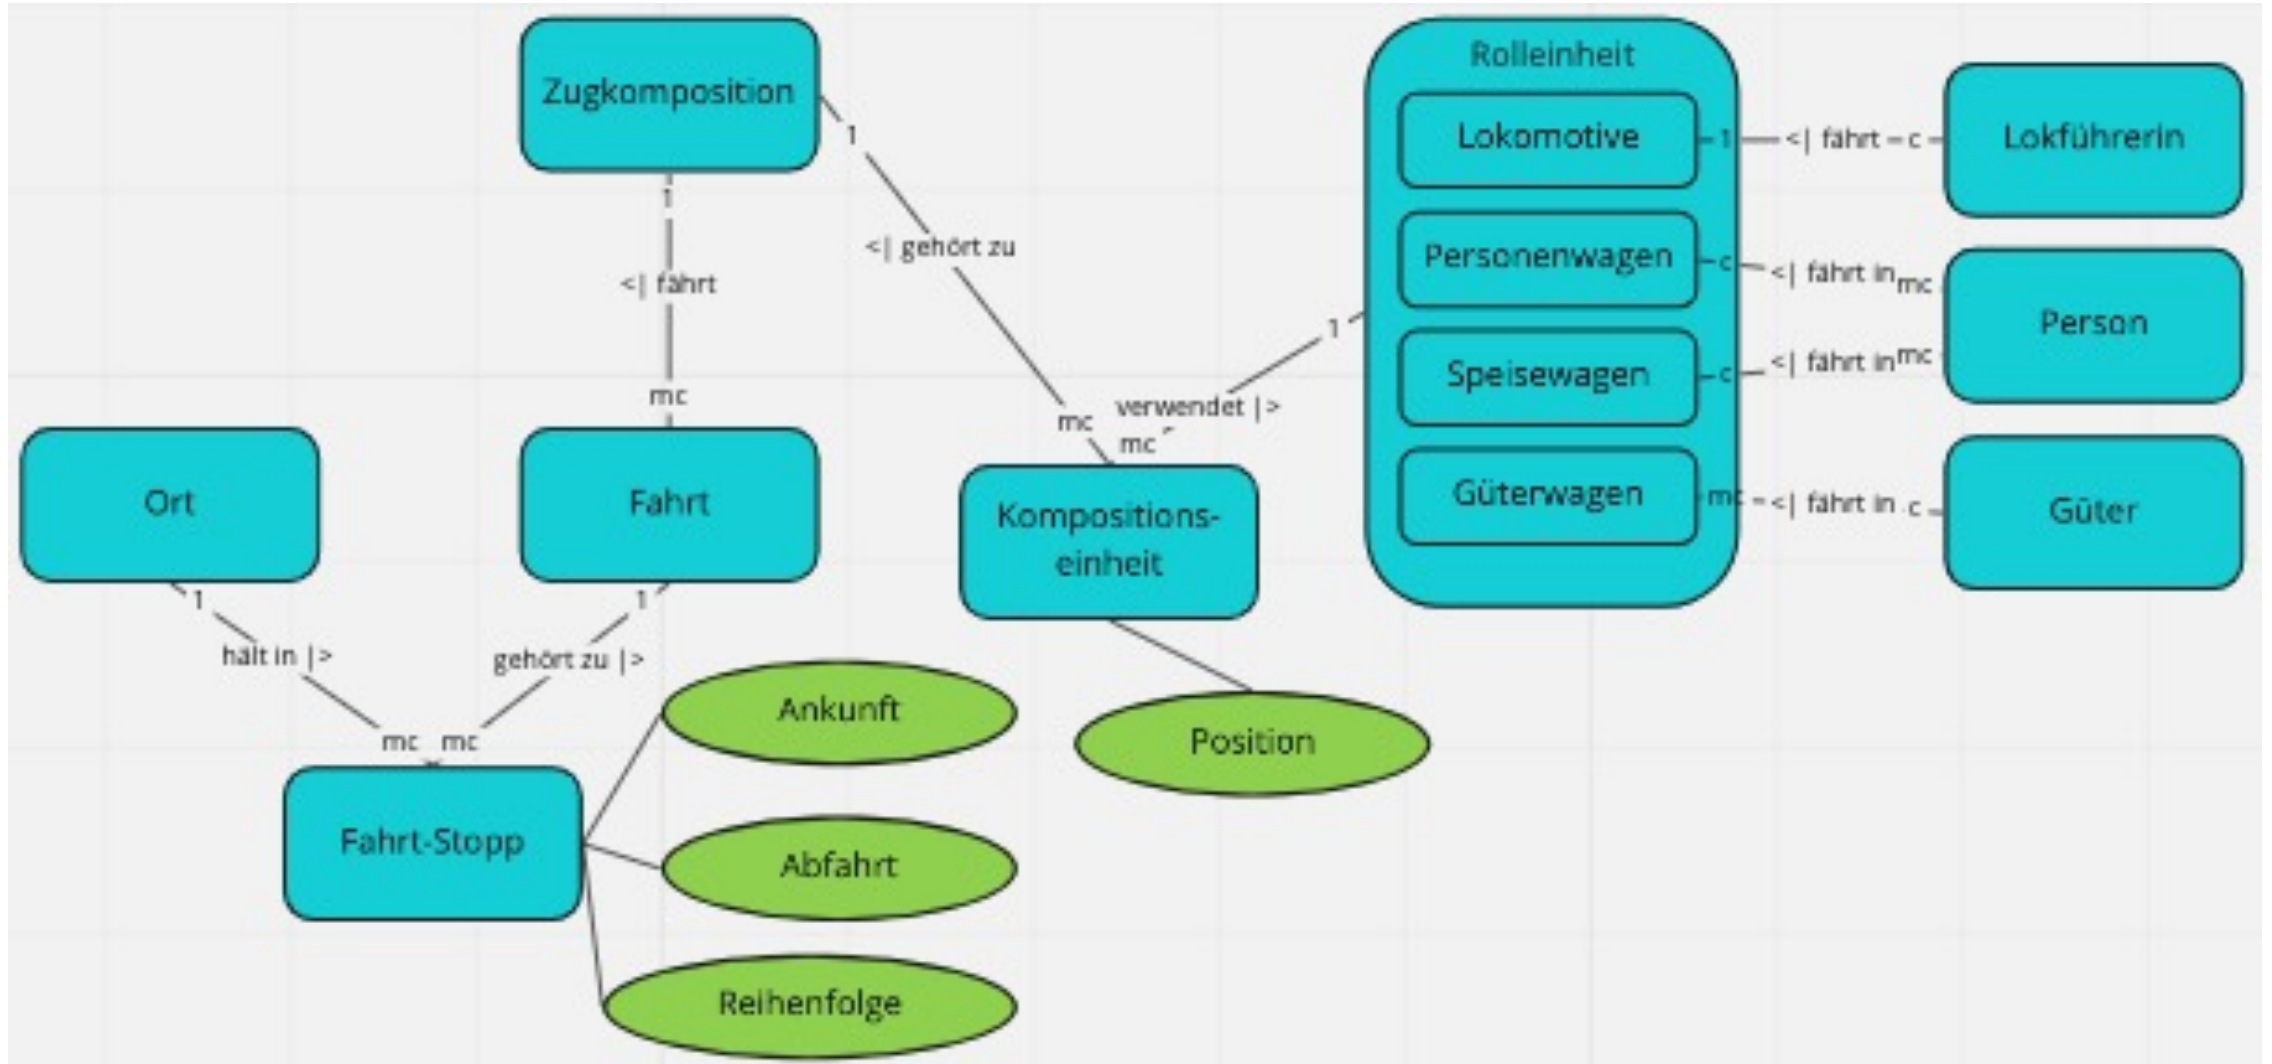 Zugkomposition
1
1
<| gehört zu
<| fährt
mc
mc
Rolleinheit
Lokomotive
1
<| fährt
c
Lokführerin
Personenwagen
c
<| fährt in
mc
Person
Speisewagen
c
<| fährt in
mc
Güterwagen
mc
<| fährt in
c
Güter
1
verwendet |>
mc
Ort
Fahrt
Kompositions-
einheit
1
1
hält in |>
gehört zu |>
mc
mc
Fahrt-Stopp
Ankunft
Abfahrt
Reihenfolge
Position